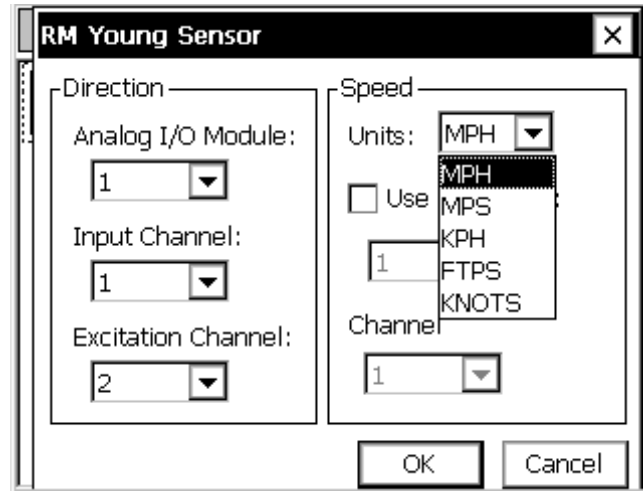 RM Young Sensor
Direction
Analog I/O Module:
1
Input Channel:
1
Excitation Channel:
2
Speed
Units: MPH
MPH
MPS
KPH
FTPS
KNOTS
Use
1
Channel
1
OK Cancel